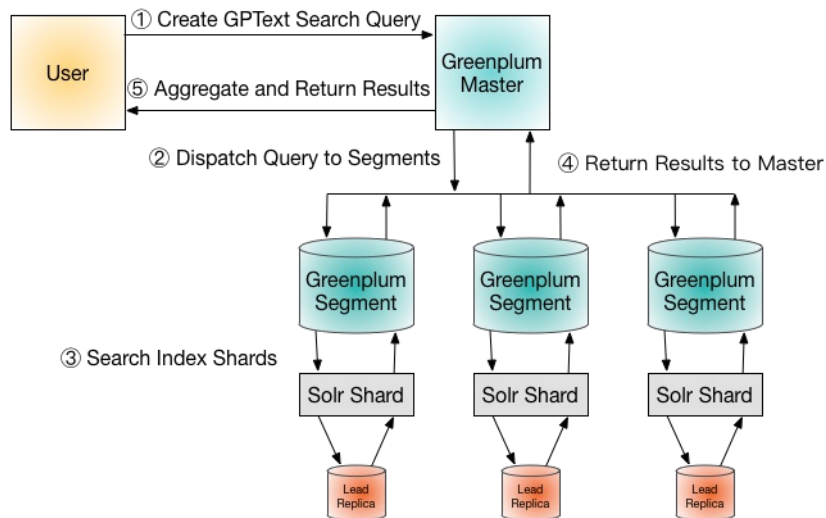 ① Create GPText Search Query
User
Greenplum
Master
⑤ Aggregate and Return Results
② Dispatch Query to Segments
④ Return Results to Master
Greenplum
Segment
Greenplum
Segment
Greenplum
Segment
③ Search Index Shards
Solr Shard
Solr Shard
Solr Shard
Lead
Replica
Lead
Replica
Lead
Replica